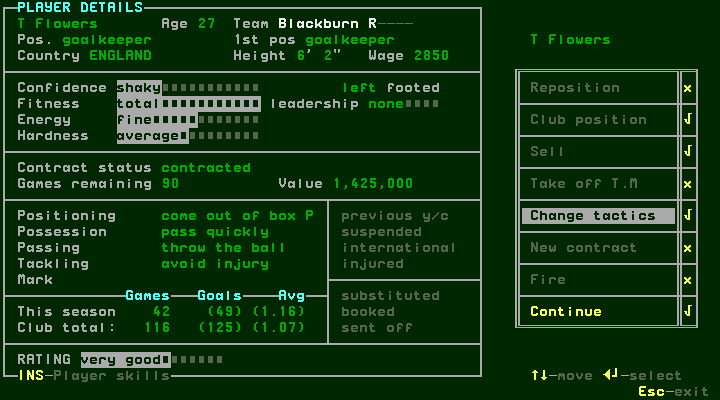 PLAYER DETAILS
T Flowers Age 27 Team Blackburn R
Pos. goalkeeper 1st pos goalkeeper
Country ENGLAND Height 6' 2" Wage 2850
Confidence shaky left footed
Fitness total leadership none
Energy fine
Hardness average
Contract status contracted
Games remaining 90 Value 1,425,000
Positioning come out of box P
Possession pass quickly
Passing throw the ball
Tackling avoid injury
Mark
previous y/c
suspended
international
injured
Games Goals Avg
This season 42 (49) (1.16)
Club total: 116 (125) (1.07)
substituted
booked
sent off
RATING very good
INS-Player skills
T Flowers
Reposition x
Club position √
Sell √
Take off T.M x
Change tactics √
New contract x
Fire x
Continue √
↑↓-move ◄┘-select
Esc-exit